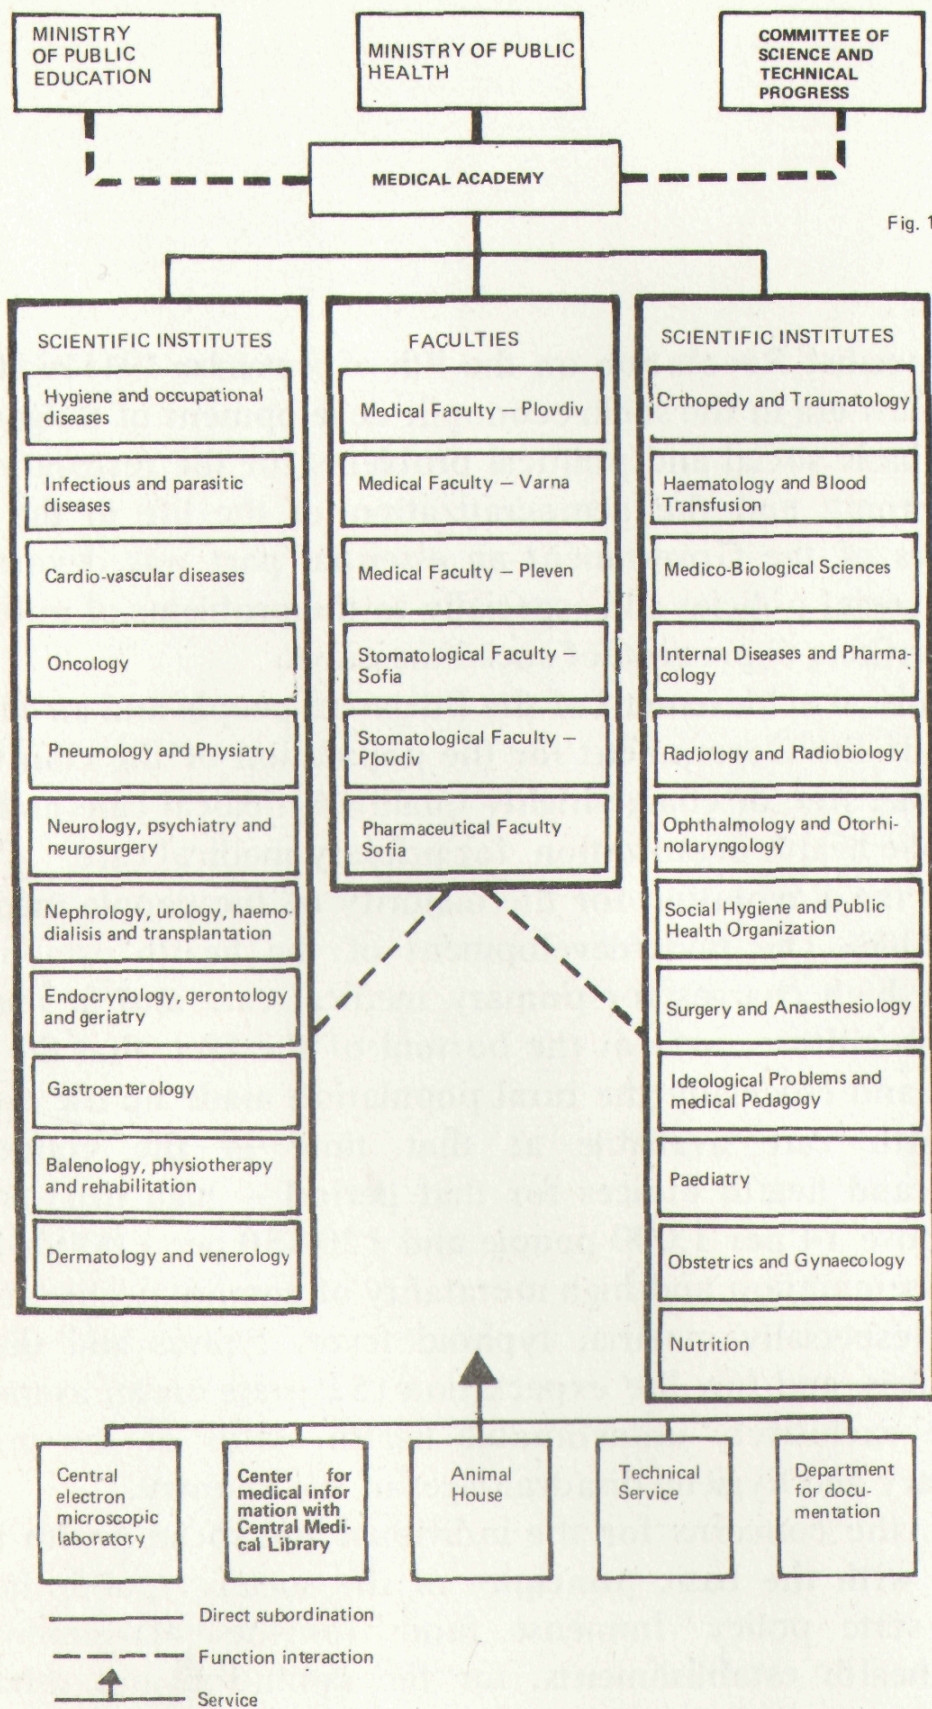 MINISTRY
OF PUBLIC
EDUCATION
MINISTRY OF PUBLIC
HEALTH
COMMITTEE OF
SCIENCE AND
TECHNICAL
PROGRESS
MEDICAL ACADEMY
Fig. 1
SCIENTIFIC INSTITUTES
Hygiene and occupational
diseases
Infectious and parasitic
diseases
Cardio-vascular diseases
Oncology
Pneumology and Physiatry
Neurology, psychiatry and
neurosurgery
Nephrology, urology, haemo-
dialisis and transplantation
Endocrynology, gerontology
and geriatry
Gastroenterology
Balenology, physiotherapy
and rehabilitation
Dermatology and venerology
FACULTIES
Medical Faculty – Plovdiv
Medical Faculty – Varna
Medical Faculty – Pleven
Stomatological Faculty –
Sofia
Stomatological Faculty –
Plovdiv
Pharmaceutical Faculty
Sofia
SCIENTIFIC INSTITUTES
Orthopedy and Traumatology
Haematology and Blood
Transfusion
Medico-Biological Sciences
Internal Diseases and Pharma-
cology
Radiology and Radiobiology
Ophthalmology and Otorhi-
nolaryngology
Social Hygiene and Public
Health Organization
Surgery and Anaesthesiology
Ideological Problems and
medical Pedagogy
Paediatry
Obstetrics and Gynaecology
Nutrition
Central
electron
microscopic
laboratory
Center for
medical infor
mation with
Central Medi-
cal Library
Animal
House
Technical
Service
Department
for docu-
mentation
Direct subordination
Function interaction
Service